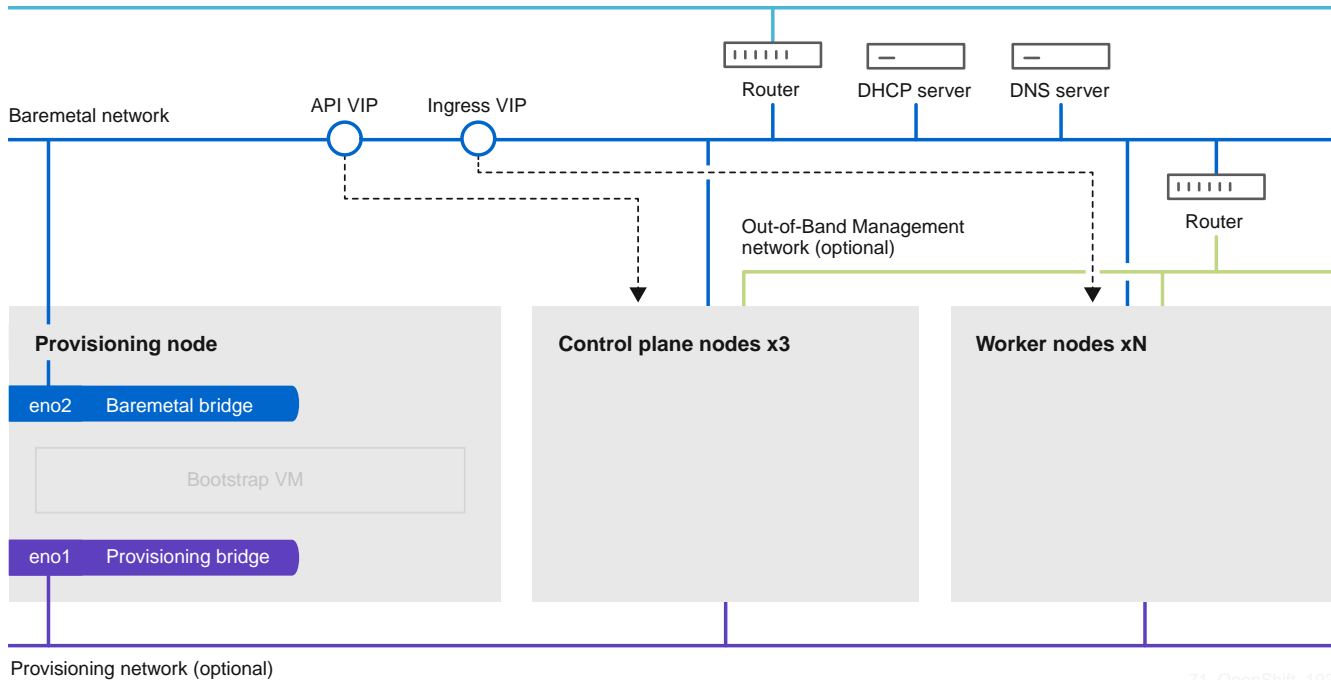 Router
DHCP server
DNS server
Baremetal network
API VIP
Ingress VIP
Router
Out-of-Band Management
network (optional)
Provisioning node
Control plane nodes x3
Worker nodes xN
eno2
Baremetal bridge
Bootstrap VM
eno1
Provisioning bridge
Provisioning network (optional)